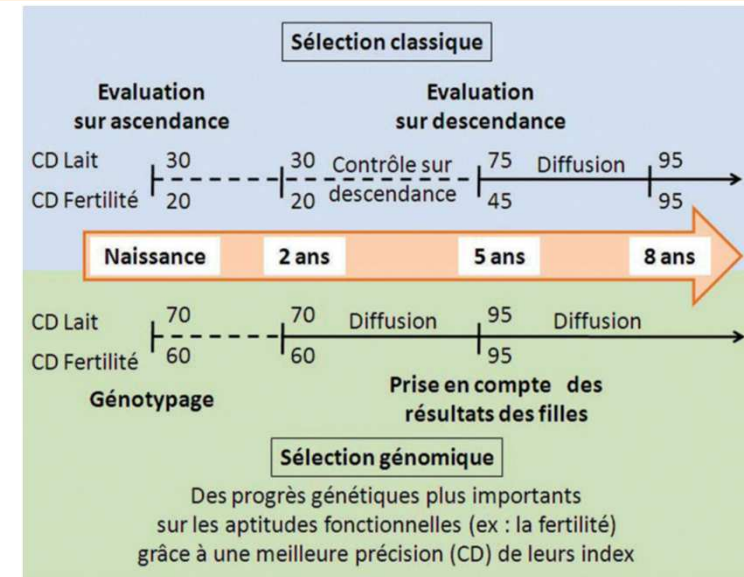 Sélection classique
Evaluation
sur ascendance
Evaluation
sur descendance
CD Lait 30 30 Contrôle sur 75 Diffusion 95
CD Fertilité 20 20 descendance 45 95
Naissance 2 ans 5 ans 8 ans
CD Lait 70 70 Diffusion 95 Diffusion
CD Fertilité 60 60 95
Génotypage
Prise en compte des
résultats des filles
Sélection génomique
Des progrès génétiques plus importants
sur les aptitudes fonctionnelles (ex : la fertilité)
grâce à une meilleure précision (CD) de leurs index